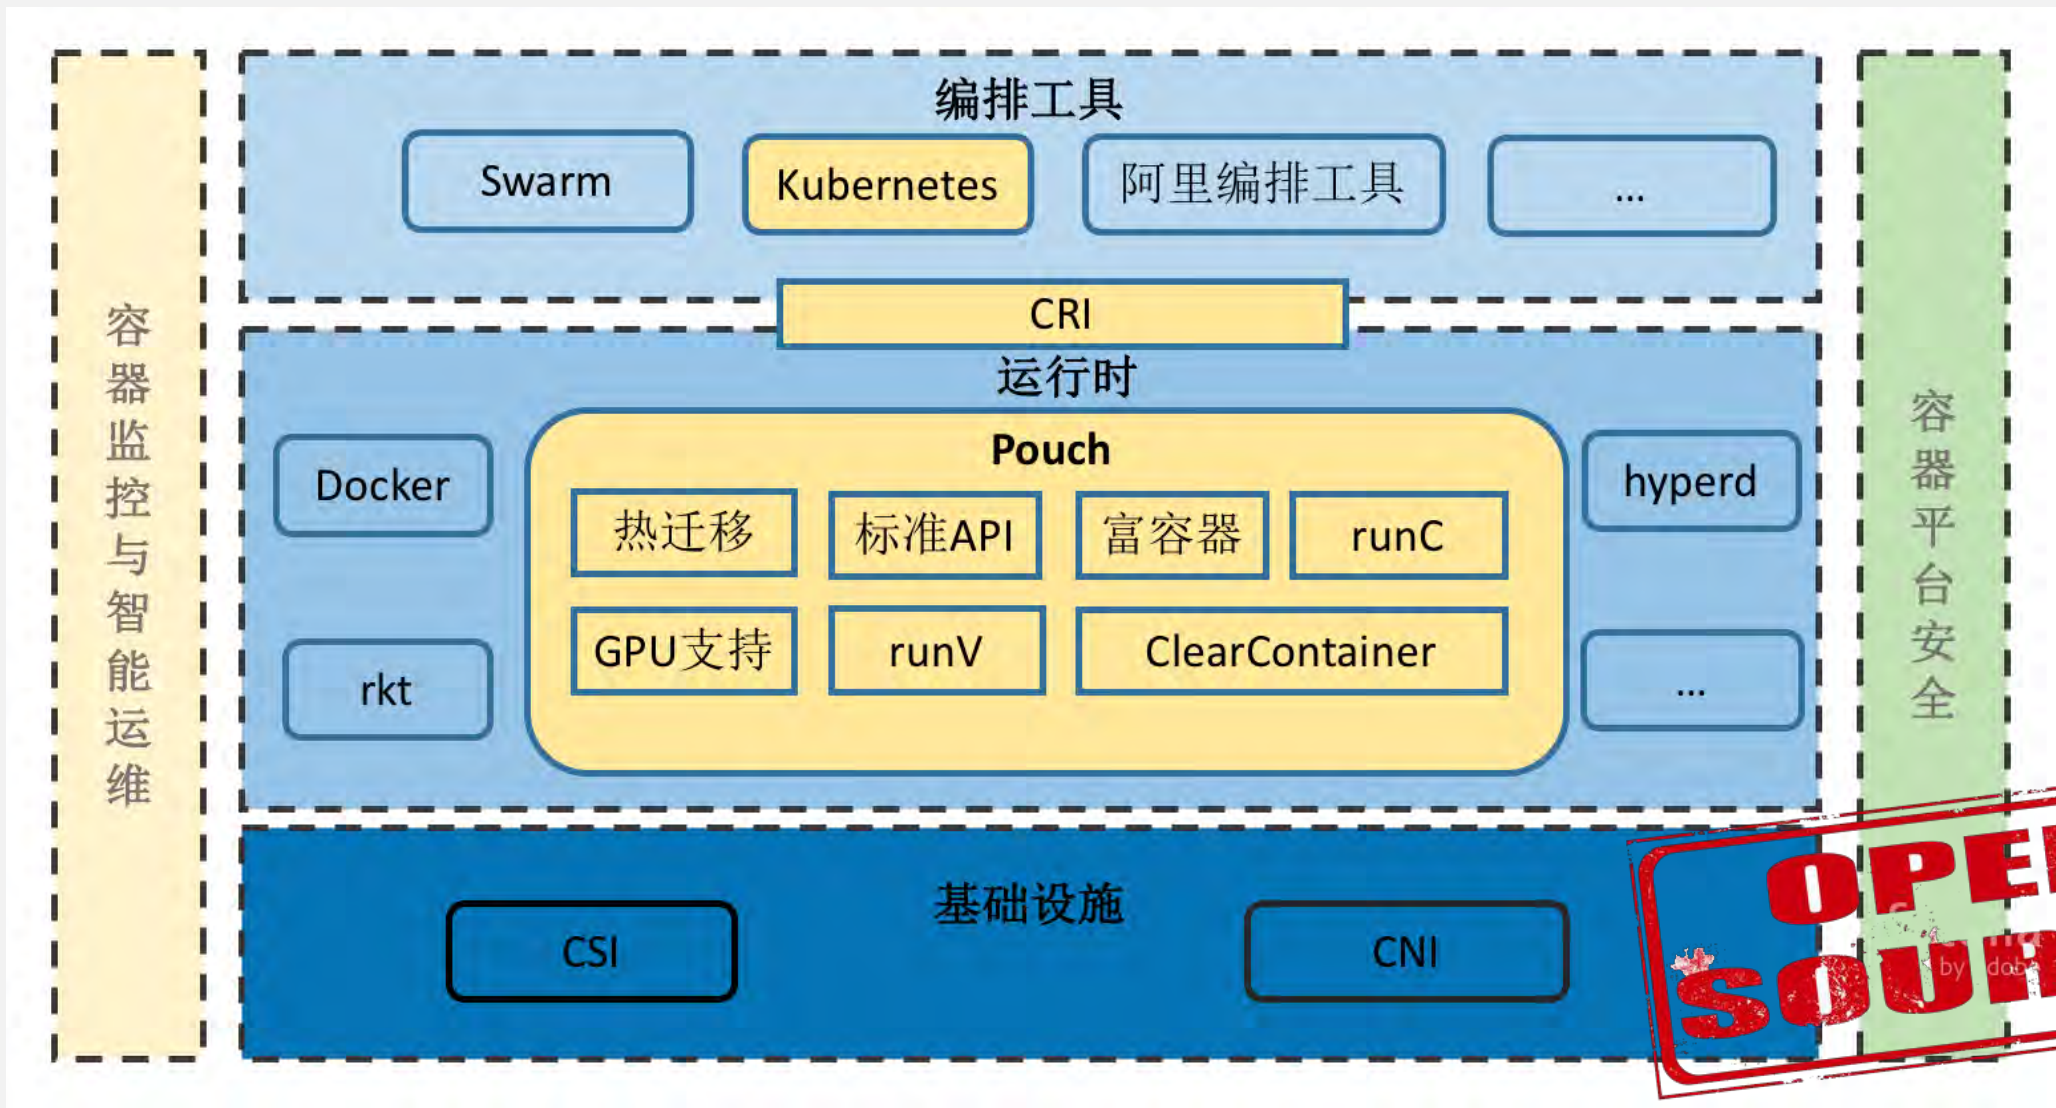 编排工具
Swarm
Kubernetes
阿里编排工具
...
CRI
运行时
Docker
rkt
Pouch
热迁移
标准API
富容器
runC
GPU支持
runV
ClearContainer
hyperd
...
基础设施
CSI
CNI
容器监控与智能运维
容器平台安全
OPE
SOUR
by